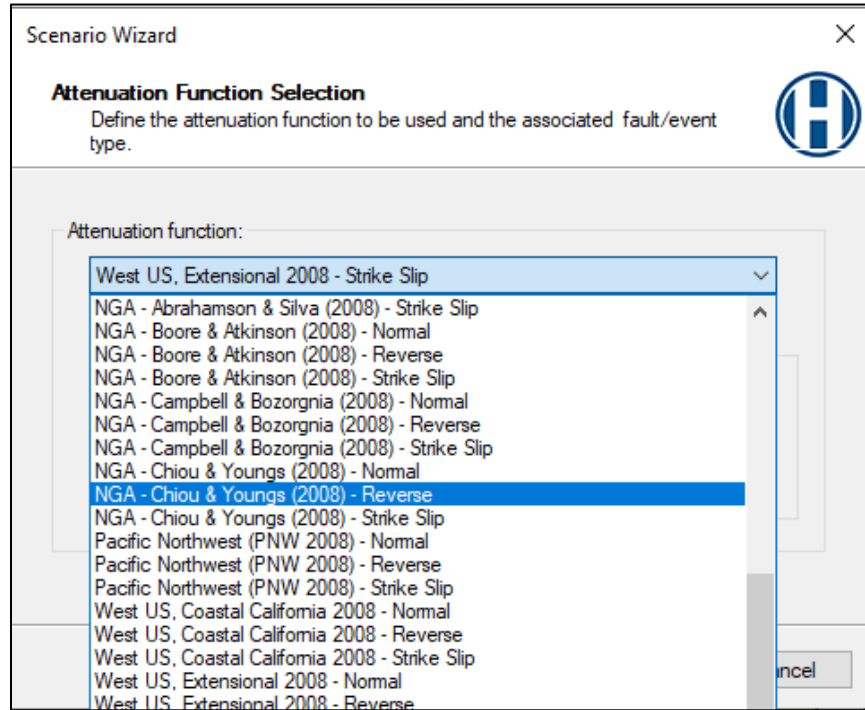 Scenario Wizard
Attenuation Function Selection
Define the attenuation function to be used and the associated fault/event
type.
H
Attenuation function:
West US, Extensional 2008 - Strike Slip
NGA - Abrahamson & Silva (2008) - Strike Slip
NGA - Boore & Atkinson (2008) - Normal
NGA - Boore & Atkinson (2008) - Reverse
NGA - Boore & Atkinson (2008) - Strike Slip
NGA - Campbell & Bozorgnia (2008) - Normal
NGA - Campbell & Bozorgnia (2008) - Reverse
NGA - Campbell & Bozorgnia (2008) - Strike Slip
NGA - Chiou & Youngs (2008) - Normal
NGA - Chiou & Youngs (2008) - Reverse
NGA - Chiou & Youngs (2008) - Strike Slip
Pacific Northwest (PNW 2008) - Normal
Pacific Northwest (PNW 2008) - Reverse
Pacific Northwest (PNW 2008) - Strike Slip
West US, Coastal California 2008 - Normal
West US, Coastal California 2008 - Reverse
West US, Coastal California 2008 - Strike Slip
West US, Extensional 2008 - Normal
West US, Extensional 2008 - Reverse
ncel